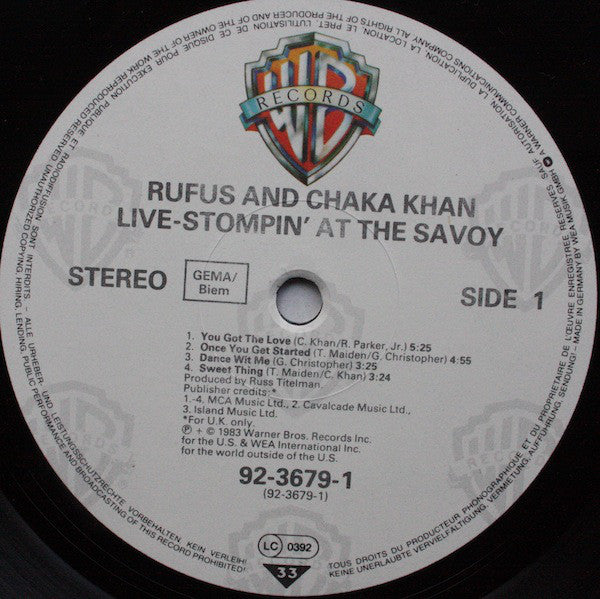 WB
RECORDS
RUFUS AND CHAKA KHAN
LIVE-STOMPIN' AT THE SAVOY
STEREO
GEMA/
Biem
SIDE 1
1. You Got The Love (C. Khan/R. Parker, Jr.) 5:25
2. Once You Get Started (T. Maiden/G. Christopher) 4:55
3. Dance Wit Me (G. Christopher) 3:25
4. Sweet Thing (T. Maiden/C. Khan) 3:24
Produced by Russ Titelman.
Publisher credits:*
1.-4. MCA Music Ltd., 2. Cavalcade Music Ltd.,
3. Island Music Ltd.
*For U.K. only.
Ⓟ + © 1983 Warner Bros. Records Inc.
for the U.S. & WEA International Inc.
for the world outside of the U.S.
92-3679-1
(92-3679-1)
LC 0392
33
- ALLE URHEBER- UND LEISTUNGSSCHUTZRECHTE VORBEHALTEN. KEIN VERLEIH!
UNAUTHORIZED COPYING, HIRING, LENDING, PUBLIC PERFORMANCE AND BROADCASTING OF THIS RECORD PROHIBITED!
TOUS DROITS DU PRODUCTEUR PHONOGRAPHIQUE ET DU PROPRIETAIRE DE L'ŒUVRE ENREGISTREE RESERVES SAUF AUTORISATION, LA DUPLICATION, LA LOCATION, LE PRET, L'UTILISATION DE CE DISQUE POUR EXECUTION PUBLIQUE ET RADIODIFFUSION SONT INTERDITS.
KEINE UNERLAUBTE VERVIELFÄLTIGUNG, VERMIETUNG, AUFFÜHRUNG, SENDUNG!
MADE IN GERMANY BY WEA MUSIK GMBH
A WARNER COMMUNICATIONS COMPANY. ALL RIGHTS OF THE PRODUCER AND OF THE OWNER OF THE WORK REPRODUCED RESERVED.